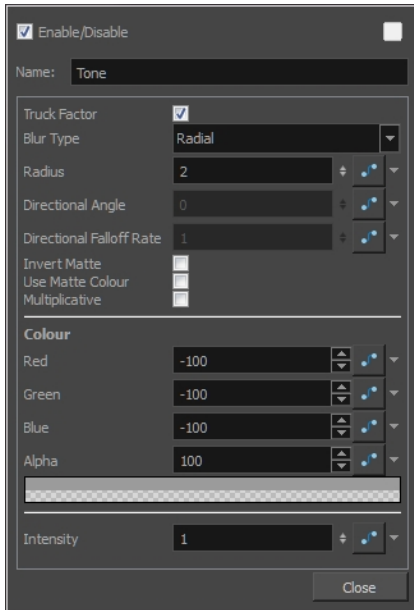 Enable/Disable
Name: Tone
Truck Factor
Blur Type Radial
Radius 2
Directional Angle 0
Directional Falloff Rate 1
Invert Matte
Use Matte Colour
Multiplicative
Colour
Red -100
Green -100
Blue -100
Alpha 100
Intensity 1
Close